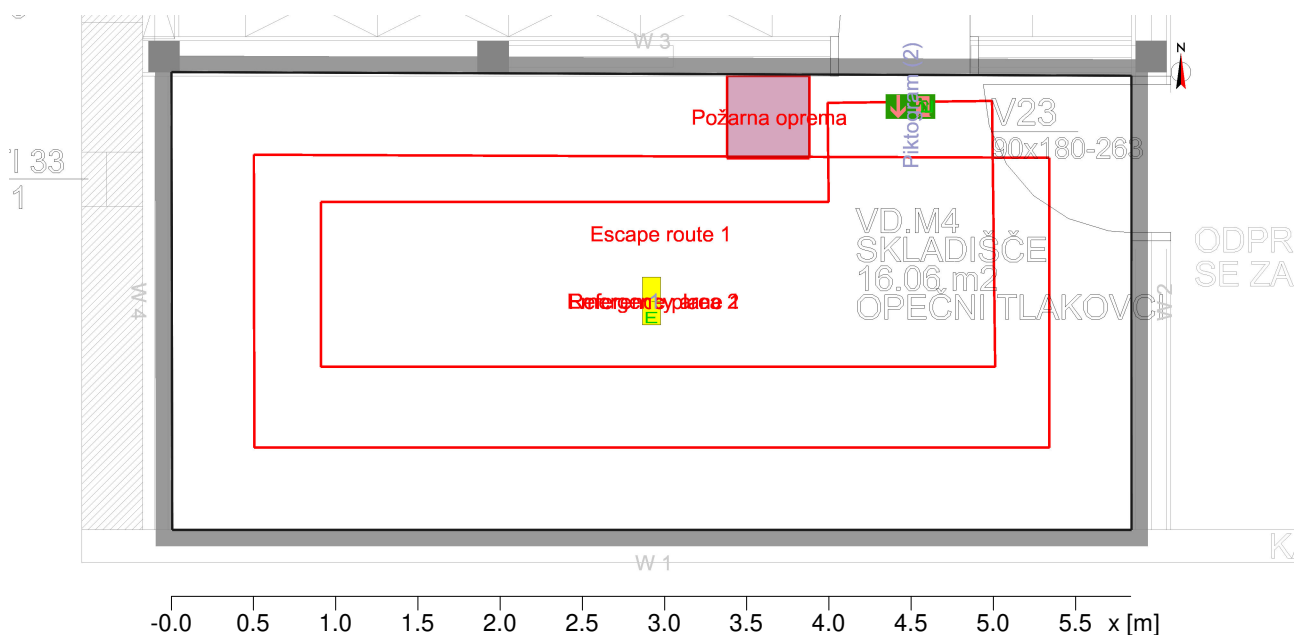 W 3
N
Požarna oprema
Piktogram (2)
V23
90x180-268
33
1
Escape route 1
VD.M4
SKLADIŠČE
16.06 m2
OPEČNI TLAKOVCI
ODPR
SE ZA
W 4
E
W2
W 1
-0.0 0.5 1.0 1.5 2.0 2.5 3.0 3.5 4.0 4.5 5.0 5.5 x [m]